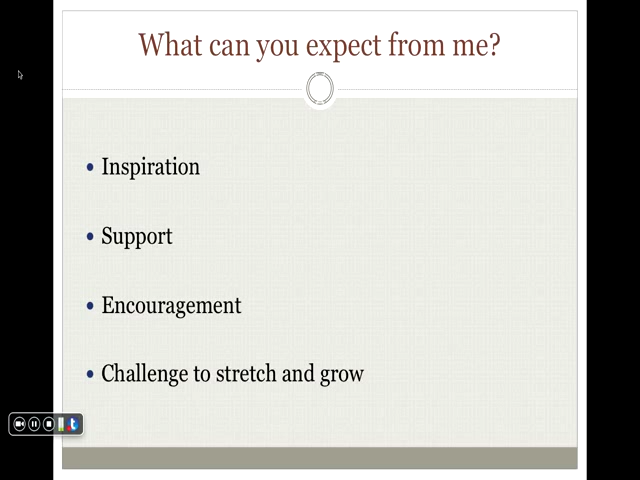 What can you expect from me?
• Inspiration
• Support
• Encouragement
• Challenge to stretch and grow